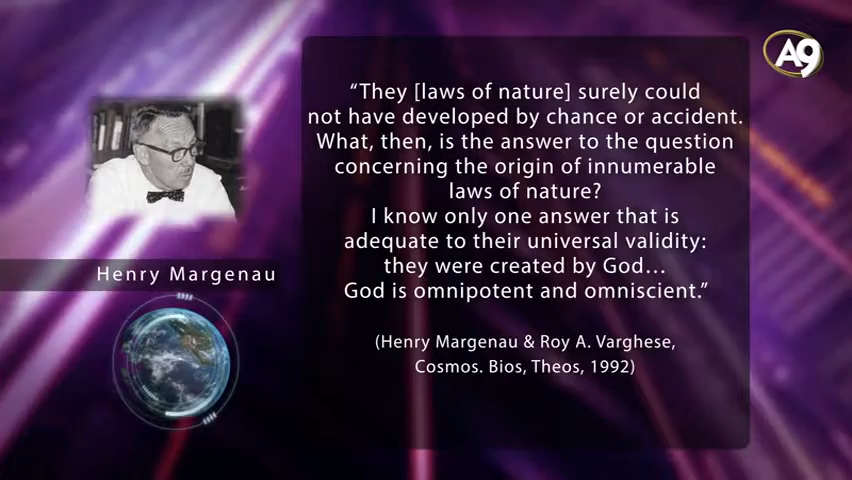 A9
“They [laws of nature] surely could
not have developed by chance or accident.
What, then, is the answer to the question
concerning the origin of innumerable
laws of nature?
I know only one answer that is
adequate to their universal validity:
they were created by God…
God is omnipotent and omniscient.”
(Henry Margenau & Roy A. Varghese,
Cosmos. Bios, Theos, 1992)
Henry Margenau